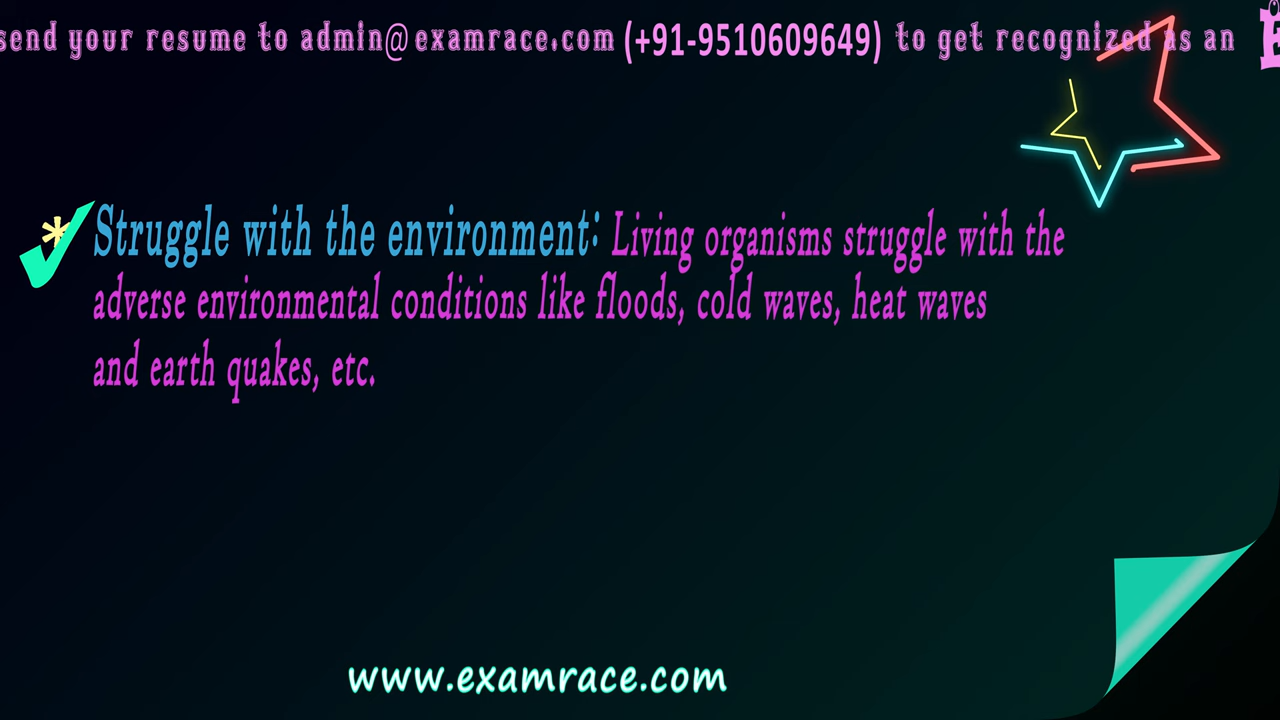 send your resume to admin@examrace.com (+91-9510609649) to get recognized as an E
* Struggle with the environment: Living organisms struggle with the
adverse environmental conditions like floods, cold waves, heat waves
and earth quakes, etc.
www.examrace.com